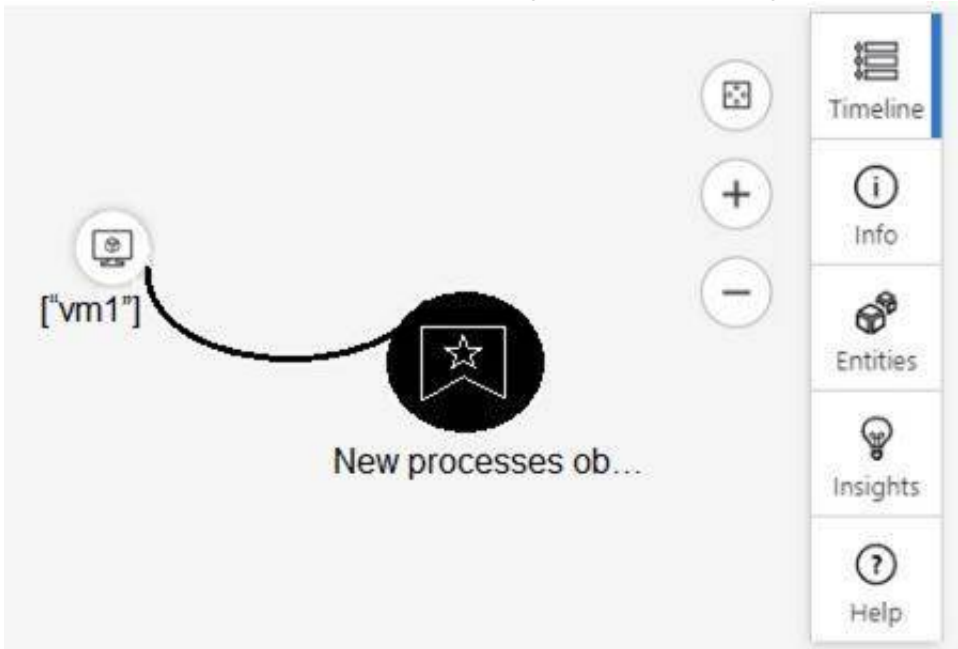 Timeline
Info
["vm1"]
Entities
New processes ob...
Insights
Help